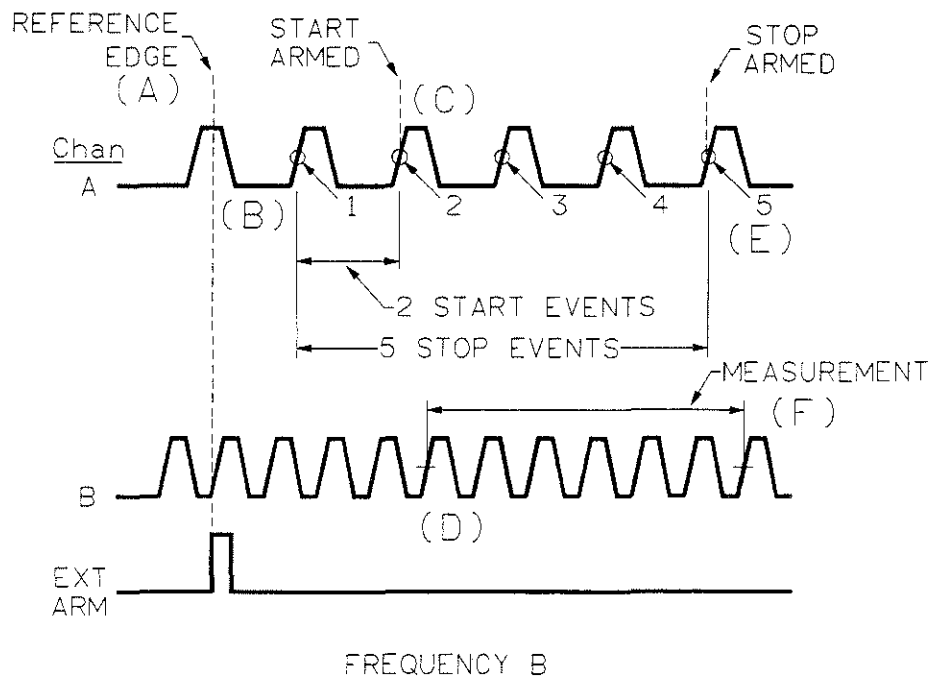 REFERENCE
EDGE
(A)
START
ARMED
(C)
STOP
ARMED
Chan
A
(B)
1
2
3
4
5
(E)
2 START EVENTS
5 STOP EVENTS
MEASUREMENT
(F)
B
(D)
EXT
ARM
FREQUENCY B